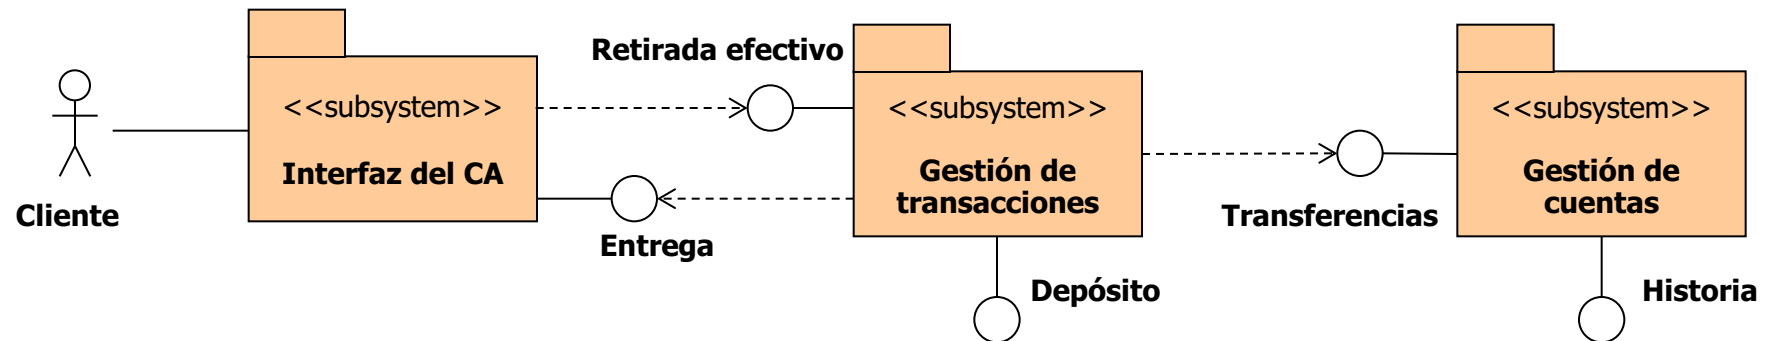 Cliente
<<subsystem>>
Interfaz del CA
Retirada efectivo
Entrega
<<subsystem>>
Gestión de
transacciones
Depósito
Transferencias
<<subsystem>>
Gestión de
cuentas
Historia